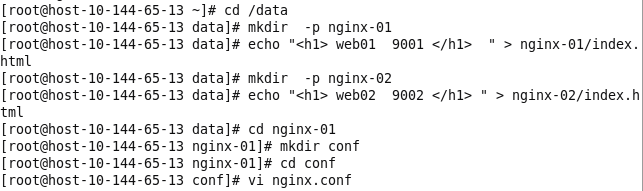 [root@host-10-144-65-13 ~]# cd /data
[root@host-10-144-65-13 data]# mkdir  -p nginx-01
[root@host-10-144-65-13 data]# echo "<h1> web01  9001 </h1>  " > nginx-01/index.
html
[root@host-10-144-65-13 data]# mkdir  -p nginx-02
[root@host-10-144-65-13 data]# echo "<h1> web02  9002 </h1> " > nginx-02/index.h
tml
[root@host-10-144-65-13 data]# cd nginx-01
[root@host-10-144-65-13 nginx-01]# mkdir conf
[root@host-10-144-65-13 nginx-01]# cd conf
[root@host-10-144-65-13 conf]# vi nginx.conf